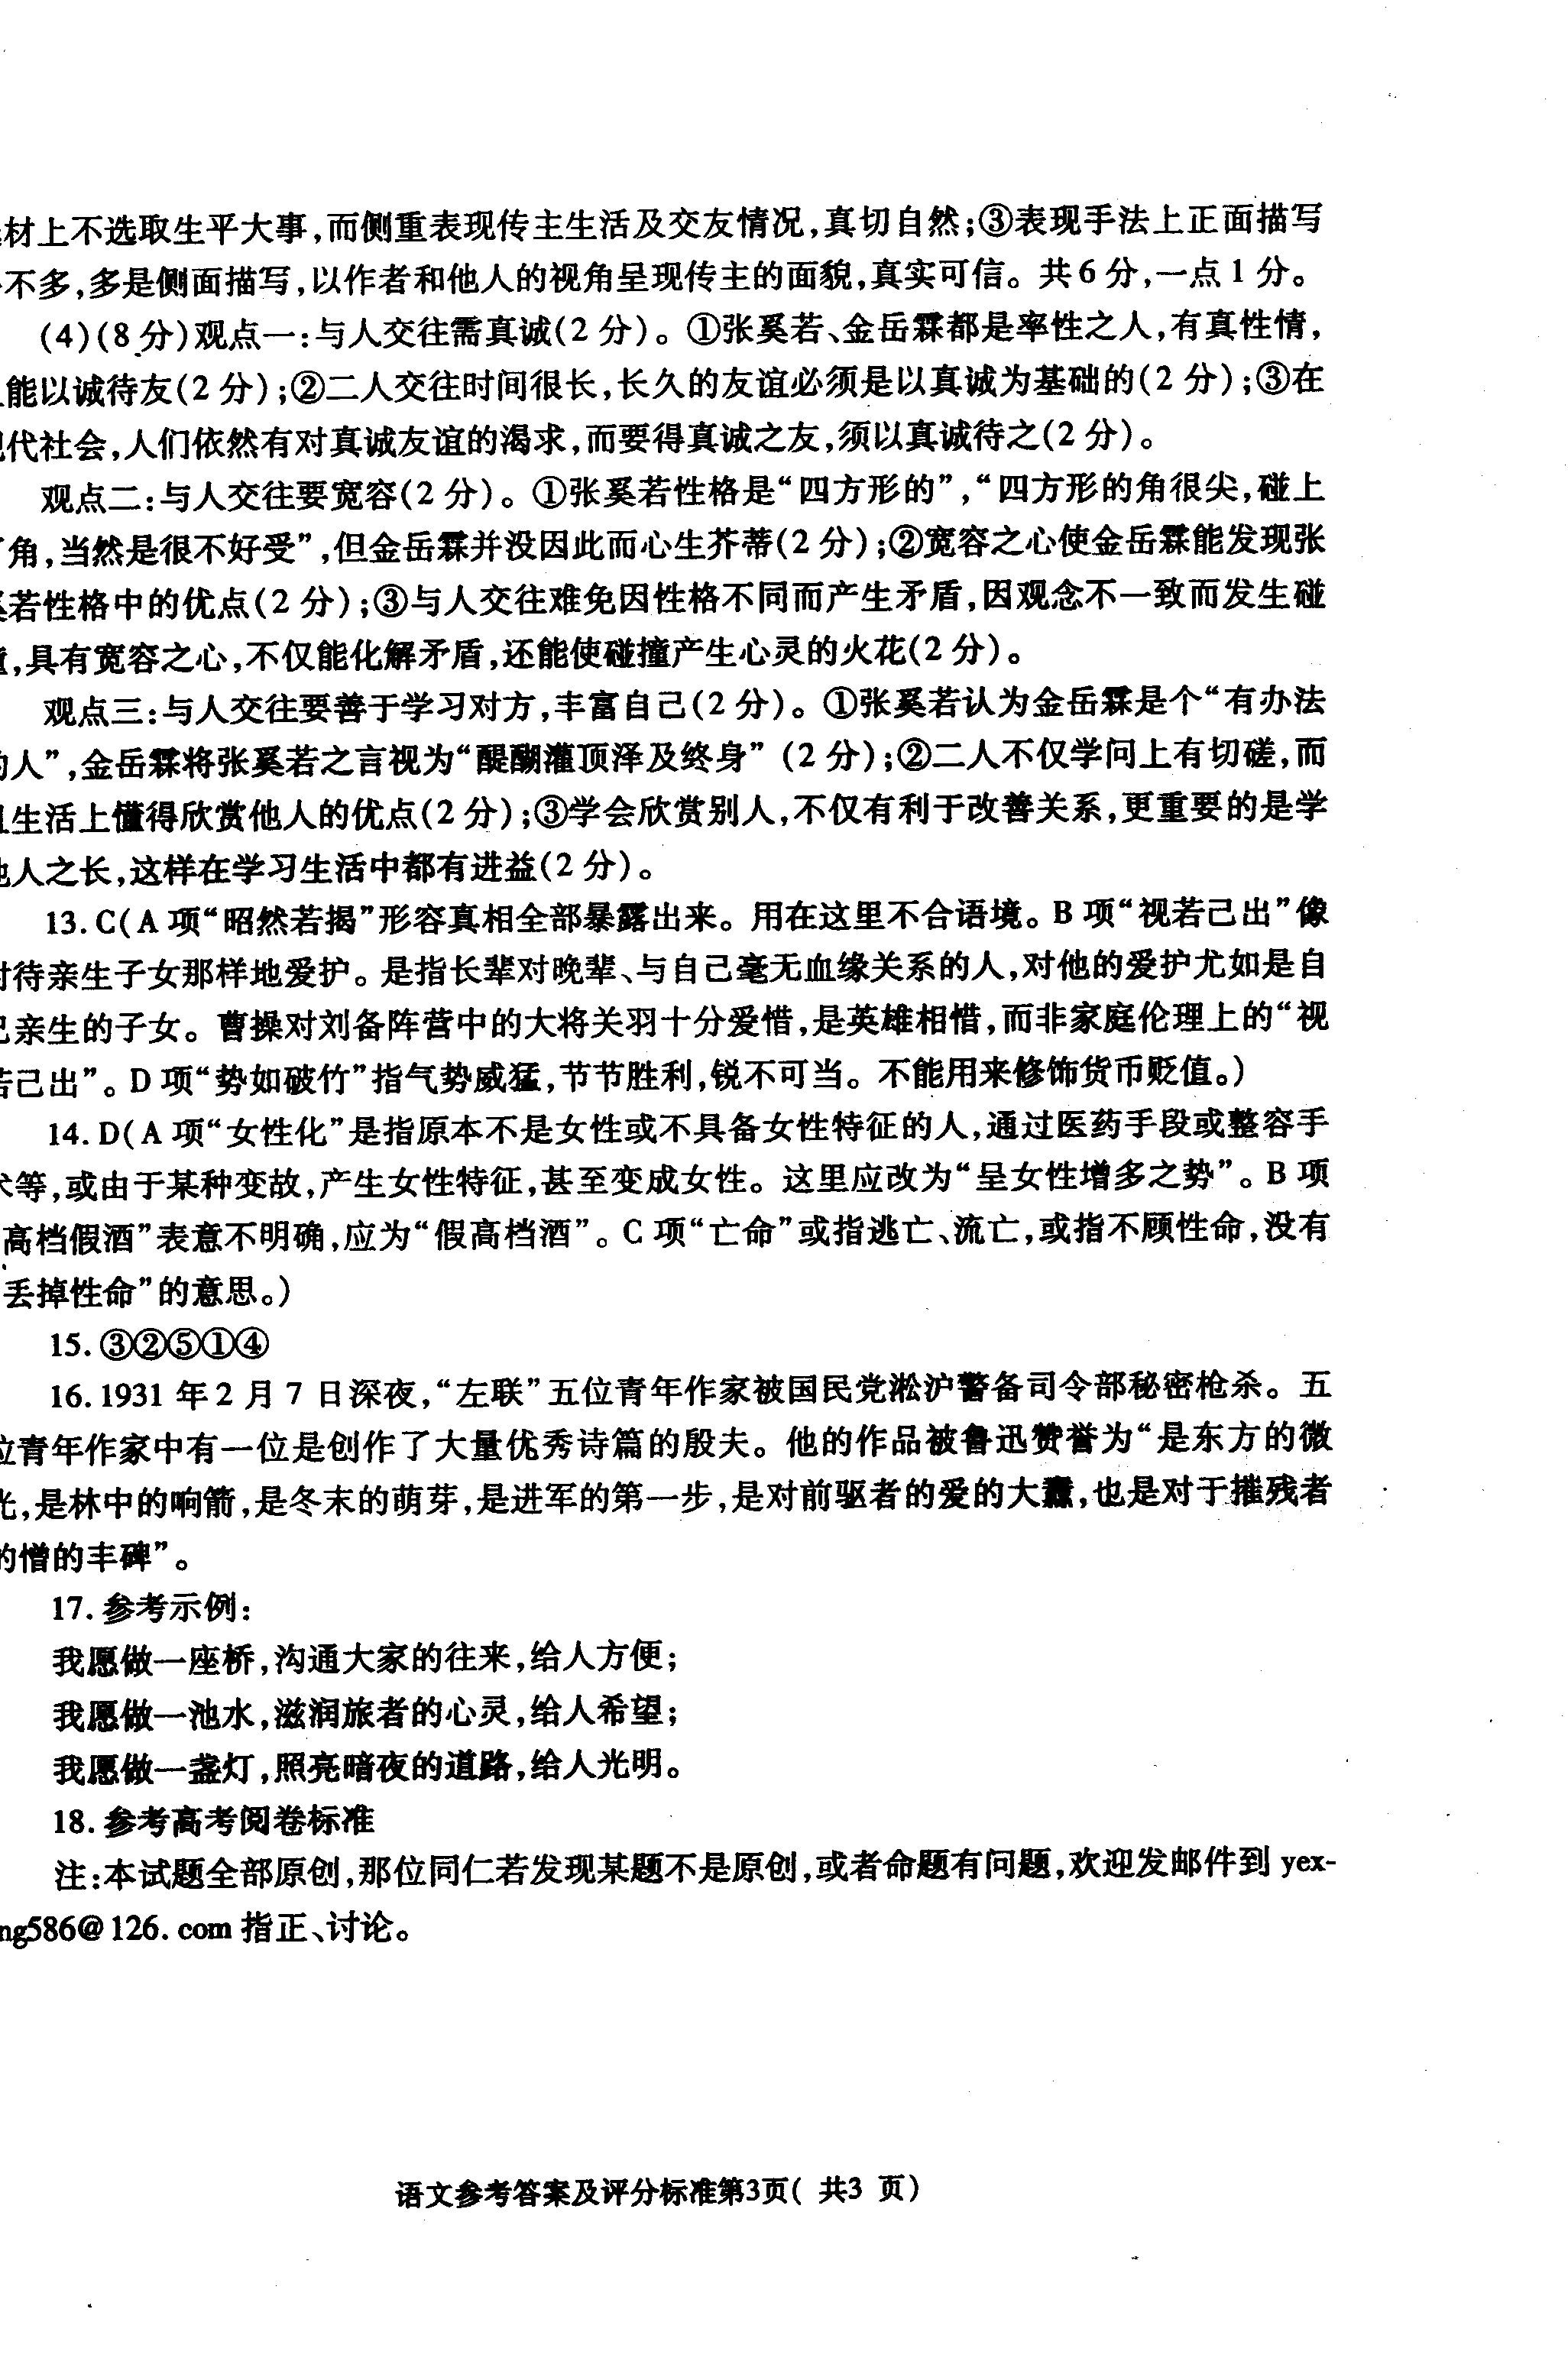 材上不选取生平大事,而侧重表现传主生活及交友情况,真切自然;③表现手法上正面描写
不多,多是侧面描写,以作者和他人的视角呈现传主的面貌,真实可信。共6分,一点1分。
(4)(8分)观点一:与人交往需真诚(2分)。①张奚若、金岳霖都是率性之人,有真性情,
能以诚待友(2分);②二人交往时间很长,长久的友谊必须是以真诚为基础的(2分);③在
代社会,人们依然有对真诚友谊的渴求,而要得真诚之友,须以真诚待之(2分)。
观点二:与人交往要宽容(2分)。①张奚若性格是“四方形的”,“四方形的角很尖,碰上
角,当然是很不好受”,但金岳霖并没因此而心生芥蒂(2分);②宽容之心使金岳霖能发现张
若性格中的优点(2分);③与人交往难免因性格不同而产生矛盾,因观念不一致而发生碰
,具有宽容之心,不仅能化解矛盾,还能使碰撞产生心灵的火花(2分)。
观点三:与人交往要善于学习对方,丰富自己(2分)。①张奚若认为金岳霖是个“有办法
的人”,金岳霖将张奚若之言视为“醍醐灌顶泽及终身”(2分);②二人不仅学问上有切磋,而
且生活上懂得欣赏他人的优点(2分);③学会欣赏别人,不仅有利于改善关系,更重要的是学
他人之长,这样在学习生活中都有进益(2分)。
13.C(A项“昭然若揭”形容真相全部暴露出来。用在这里不合语境。B项“视若己出”像
对待亲生子女那样地爱护。是指长辈对晚辈、与自己毫无血缘关系的人,对他的爱护尤如是自
己亲生的子女。曹操对刘备阵营中的大将关羽十分爱惜,是英雄相惜,而非家庭伦理上的“视
若己出”。D项“势如破竹”指气势威猛,节节胜利,锐不可当。不能用来修饰货币贬值。)
14.D(A项“女性化”是指原本不是女性或不具备女性特征的人,通过医药手段或整容手
术等,或由于某种变故,产生女性特征,甚至变成女性。这里应改为“呈女性增多之势”。B项
高档假酒”表意不明确,应为“假高档酒”。C项“亡命”或指逃亡、流亡,或指不顾性命,没有
丢掉性命”的意思。)
15.③②⑤①④
16.1931年2月7日深夜,“左联”五位青年作家被国民党淞沪警备司令部秘密枪杀。五
位青年作家中有一位是创作了大量优秀诗篇的殷夫。他的作品被鲁迅赞誉为“是东方的微
光,是林中的响箭,是冬末的萌芽,是进军的第一步,是对前驱者的爱的大纛,也是对于摧残者
的憎的丰碑”。
17.参考示例:
我愿做一座桥,沟通大家的往来,给人方便;
我愿做一池水,滋润旅者的心灵,给人希望;
我愿做一盏灯,照亮暗夜的道路,给人光明。
18.参考高考阅卷标准
注:本试题全部原创,那位同仁若发现某题不是原创,或者命题有问题,欢迎发邮件到 yex-
ng586@126.com 指正、讨论。
语文参考答案及评分标准第3页( 共3 页)